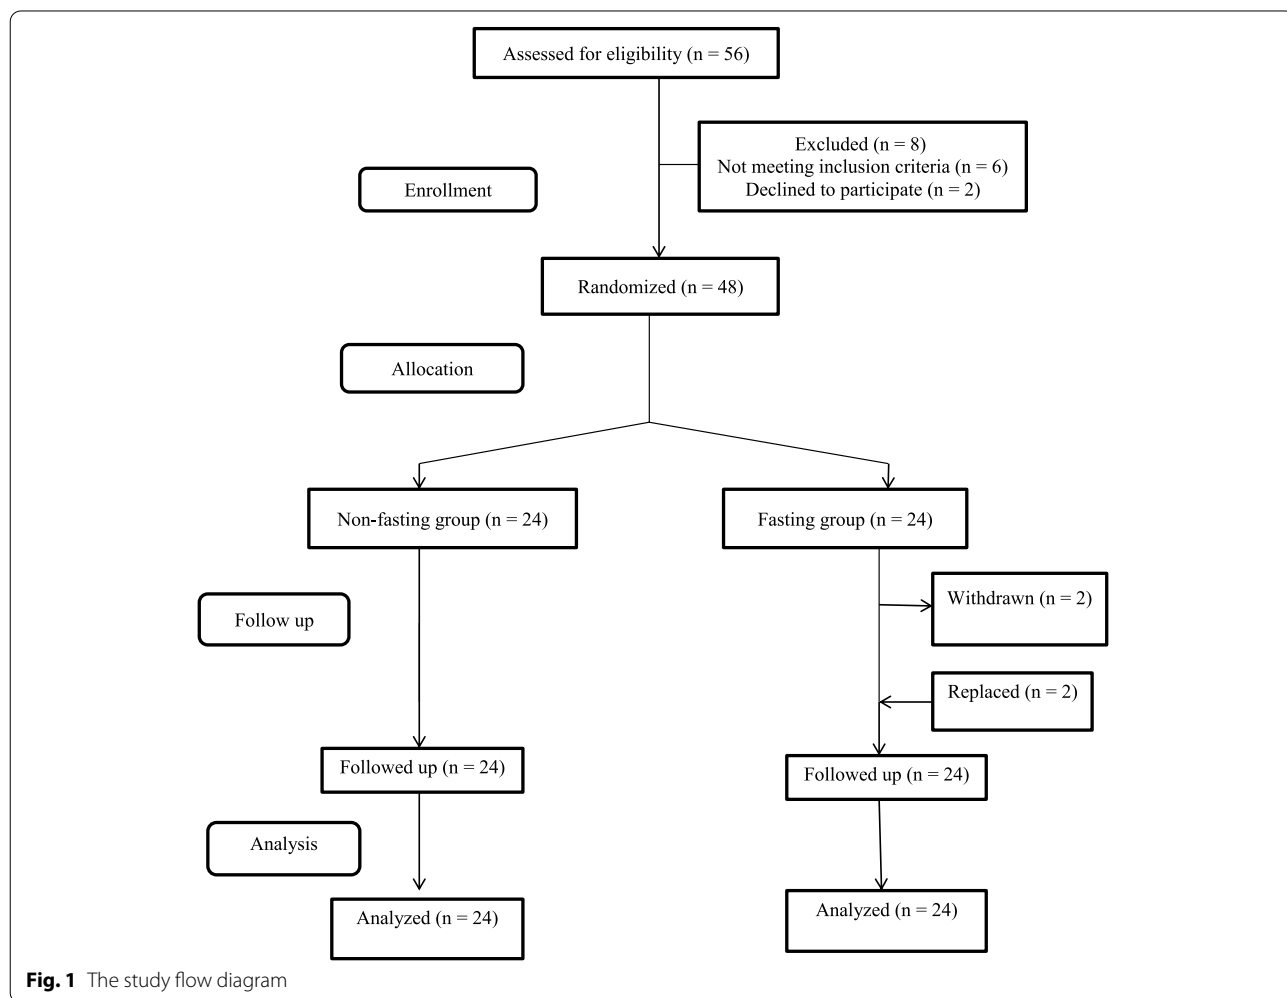 Assessed for eligibility (n = 56)
Excluded (n = 8)
Not meeting inclusion criteria (n = 6)
Declined to participate (n = 2)
Enrollment
Randomized (n = 48)
Allocation
Non-fasting group (n = 24)
Fasting group (n = 24)
Withdrawn (n = 2)
Follow up
Replaced (n = 2)
Followed up (n = 24)
Followed up (n = 24)
Analysis
Analyzed (n = 24)
Analyzed (n = 24)
Fig. 1 The study flow diagram